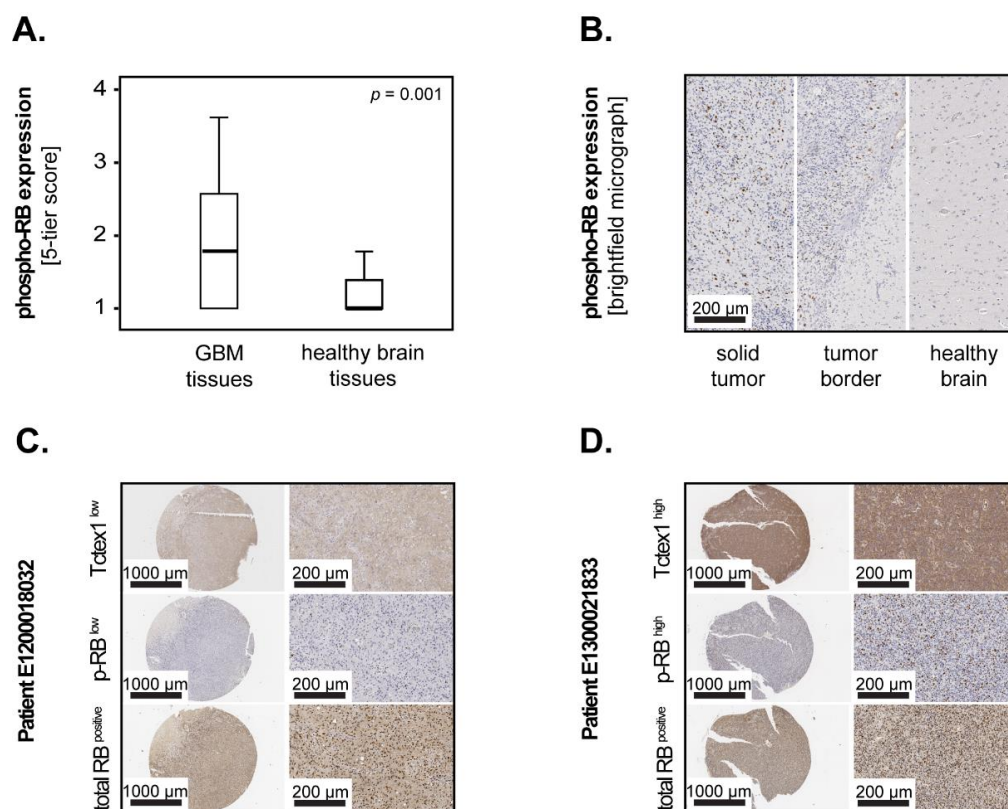 A.
phospho-RB expression
[5-tier score]
4
3
2
1
p = 0.001
GBM
tissues
healthy brain
tissues
B.
phospho-RB expression
[brightfield micrograph]
200 µm
solid
tumor
tumor
border
healthy
brain
C.
Patient E1200018032
Tctex1 low
1000 µm
200 µm
p-RB low
1000 µm
200 µm
total RB positive
1000 µm
200 µm
D.
Patient E1300021833
Tctex1 high
1000 µm
200 µm
p-RB high
1000 µm
200 µm
total RB positive
1000 µm
200 µm